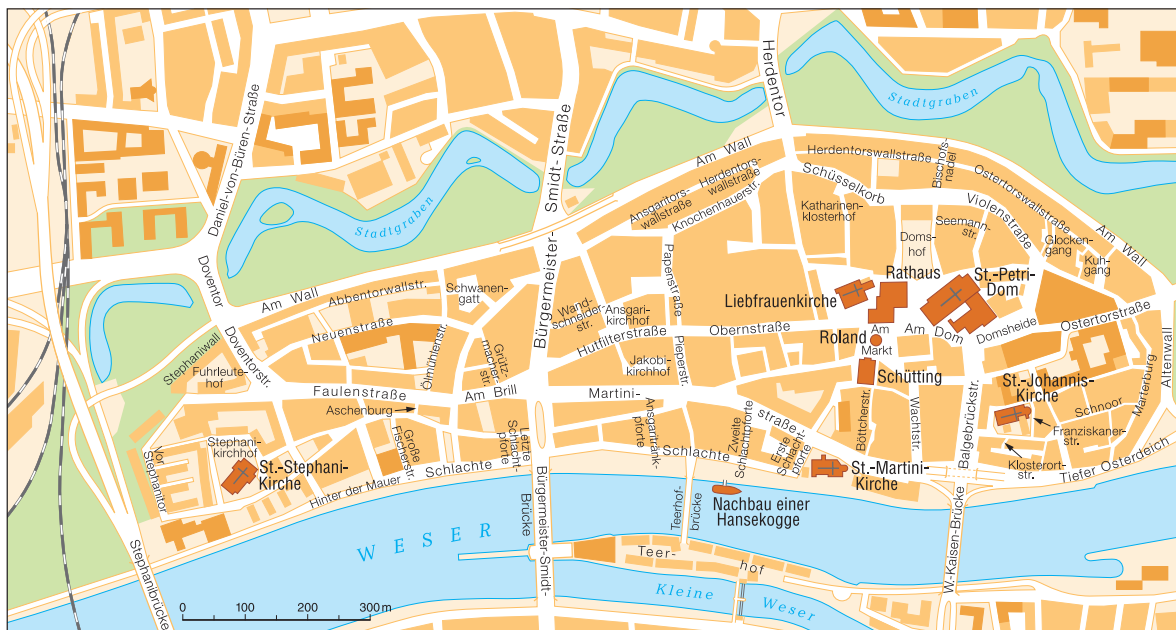 Herdentor
Stadtgraben
Daniel-von-Büren-Straße
Bürgermeister-
Smidt-Straße
Am Wall
Stadtgraben
Herdentorswallstraße
Bischofs-
nadel
Ostertorswallstraße
Ansgaritors-
wallstraße
Herdentors-
wallstraße
Knochenhauerstr.
Schüsselkorb
Violenstraße
Katharinen-
klosterhof
Seemann-
str.
Glocken-
gang
Kuh-
gang
Am Wall
Doms-
hof
Doventor
Am Wall
Abbentorwallstr.
Schwanen-
gatt
Papenstraße
Rathaus
St.-Petri-
Dom
Liebfrauenkirche
Wand-
schneider-
str.
Ansgari-
kirchhof
Neuenstraße
Hutfilterstraße
Obernstraße
Roland
Am
Markt
Am Dom
Domsheide
Ostertorstraße
Altenwall
Stephaniwall
Doventorstr.
Fuhrleute-
hof
Ölmühlenstr.
Grütz-
macher-
str.
Jakobi-
kirchhof
Pieperstr.
Schütting
St.-Johannis-
Kirche
Marterburg
Schnoor
Faulenstraße
Am Brill
Martini-
straße
Aschenburg
Böttcherstr.
Wachtstr.
Balgebrückstr.
Franziskaner-
str.
Klosterort-
str.
Stephani-
kirchhof
Vor
Stephanitor
St.-Stephani-
Kirche
Große
Fischerstr.
Letzte
Schlacht-
pforte
Ansgaritränk-
pforte
Zweite
Schlachtpforte
Erste
Schlacht-
pforte
Schlachte
Schlachte
St.-Martini-
Kirche
Tiefer
Osterdeich
Hinter der Mauer
Nachbau einer
Hansekogge
Teerhof-
brücke
WESER
Bürgermeister-Smidt-
Brücke
Teer-
hof
W.-Kaisen-Brücke
Stephanibrücke
Kleine Weser
0 100 200 300 m